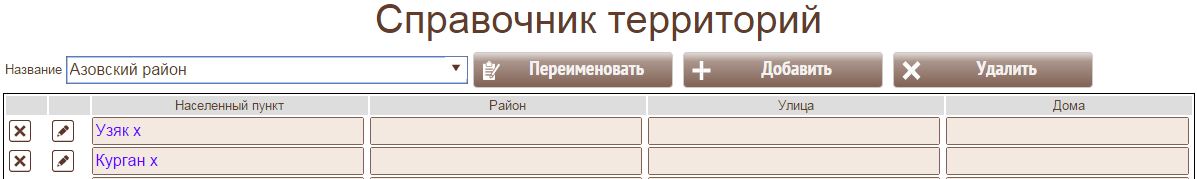 Справочник территорий
Название Азовский район Переименовать Добавить Удалить
Населенный пункт Район Улица Дома
Узяк х
Курган х